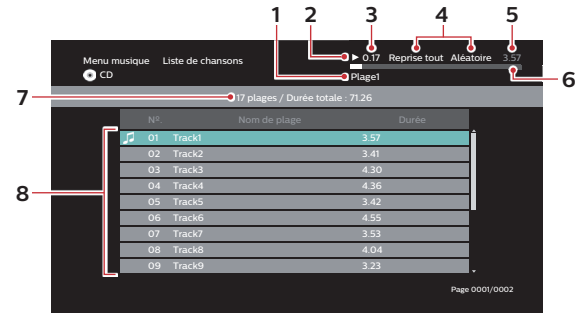 1 2 3 4 5
Menu musique Liste de chansons 0.17 Reprise tout Aléatoire 3.57
CD
6
Plage1
7
17 plages / Durée totale : 71.26
Nº. Nom de plage Durée
01 Track1 3.57
02 Track2 3.41
03 Track3 4.30
04 Track4 4.36
8
05 Track5 3.42
06 Track6 4.55
07 Track7 3.53
08 Track8 4.04
09 Track9 3.23
Page 0001/0002